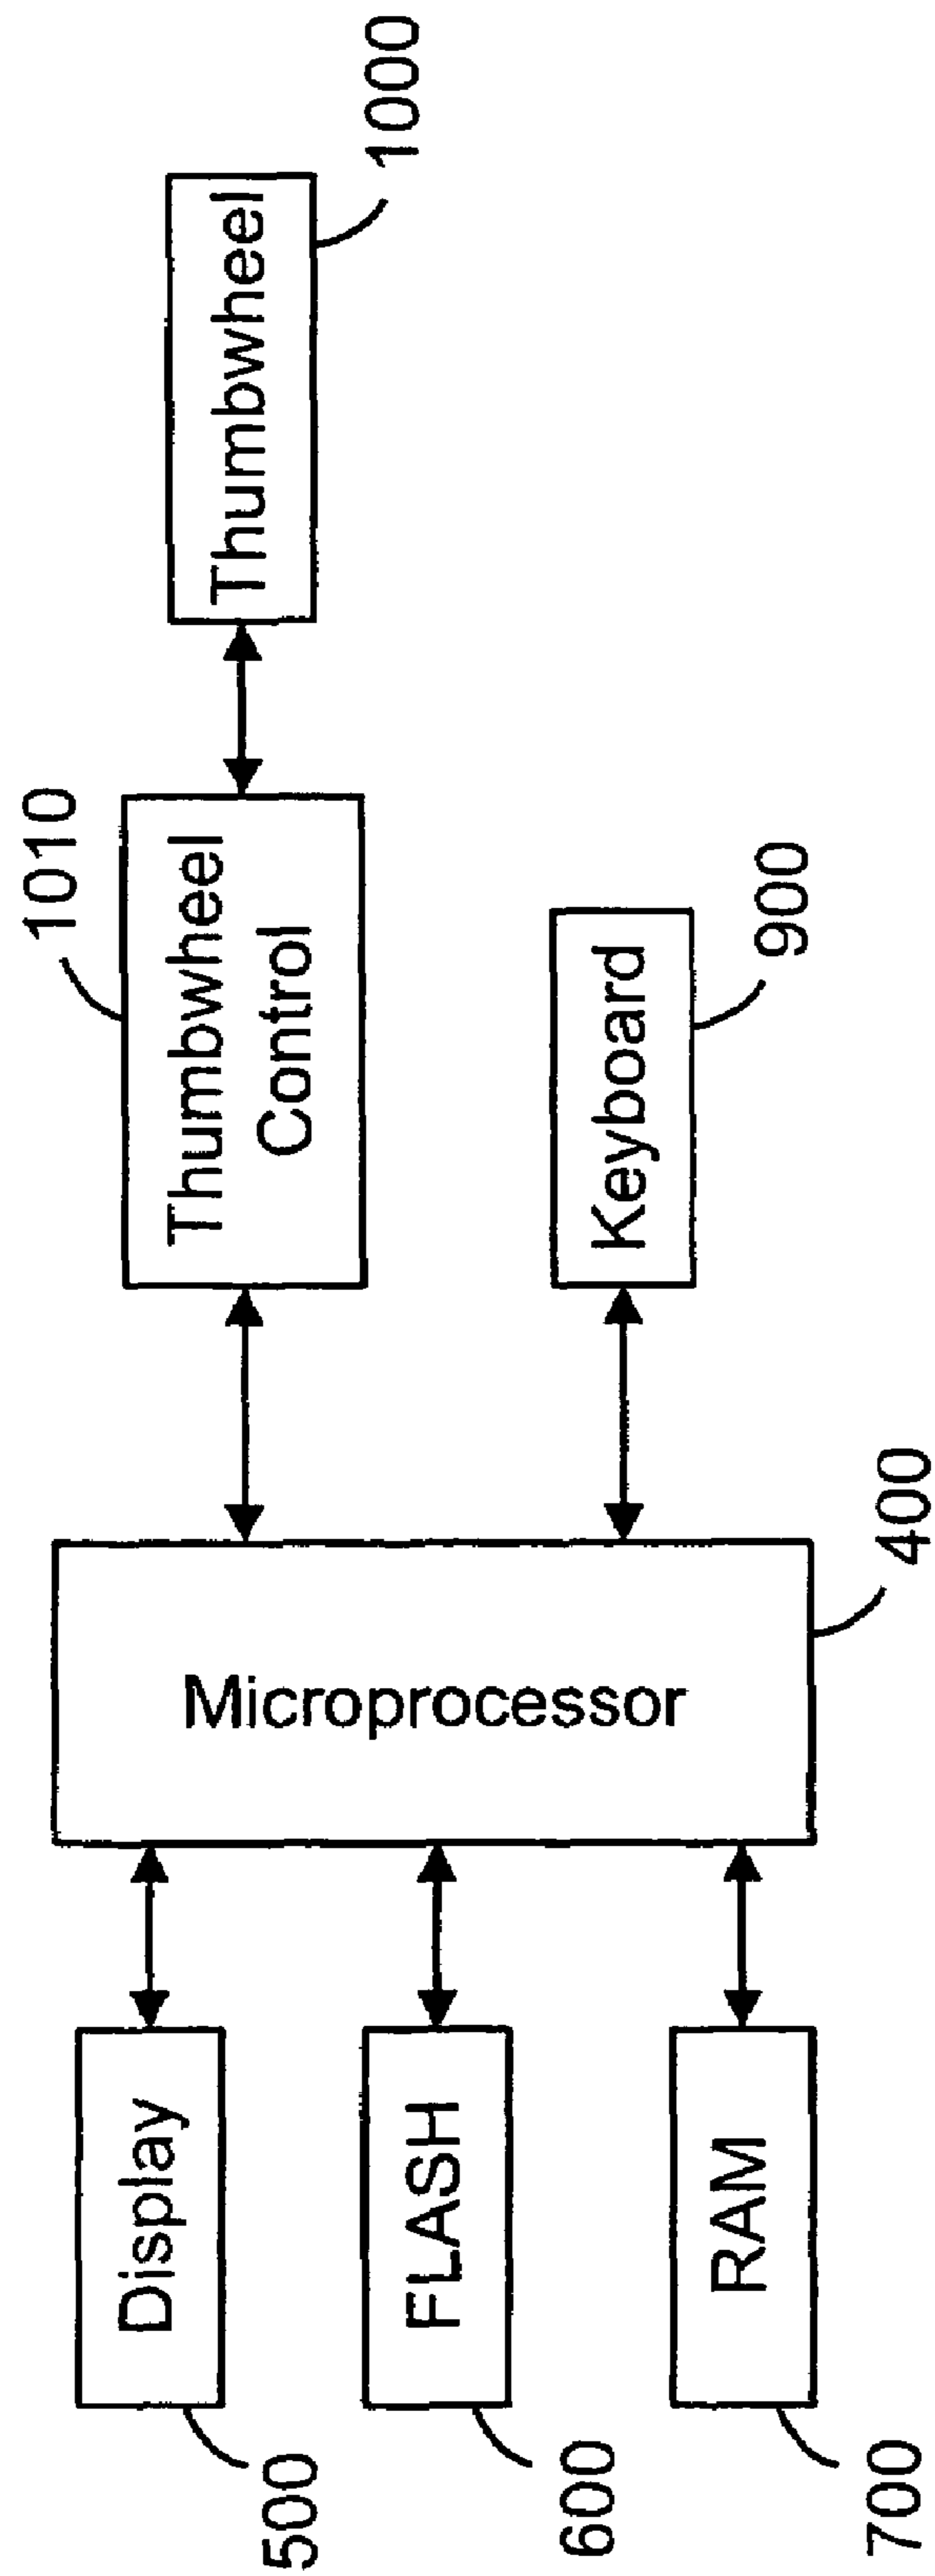 1010
1000
Thumbwheel
Control
Thumbwheel
Keyboard
900
Microprocessor
400
Display
500
FLASH
600
RAM
700